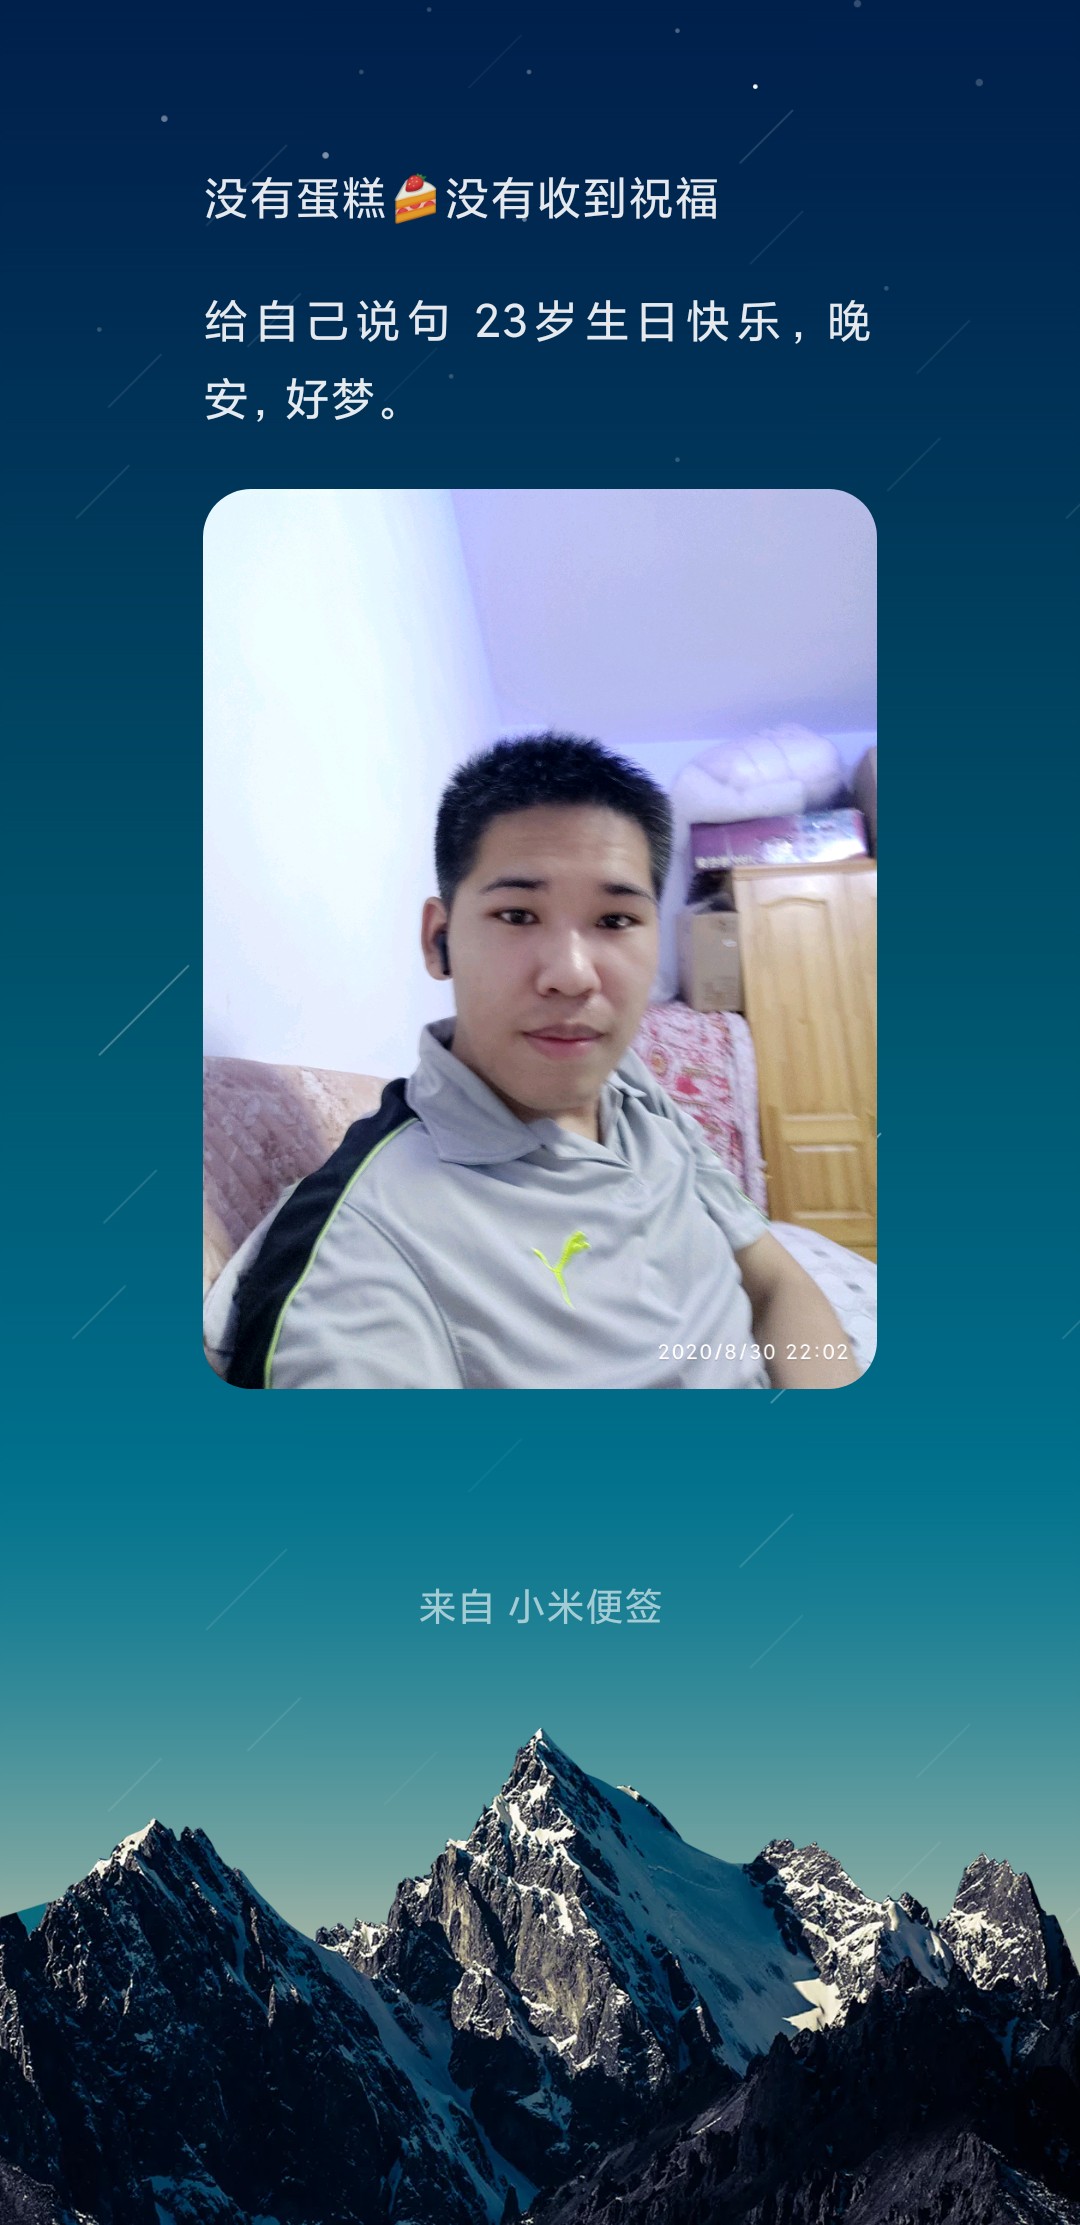 没有蛋糕🍰没有收到祝福
给自己说句 23岁生日快乐，晚
安，好梦。
2020/8/30 22:02
来自 小米便签